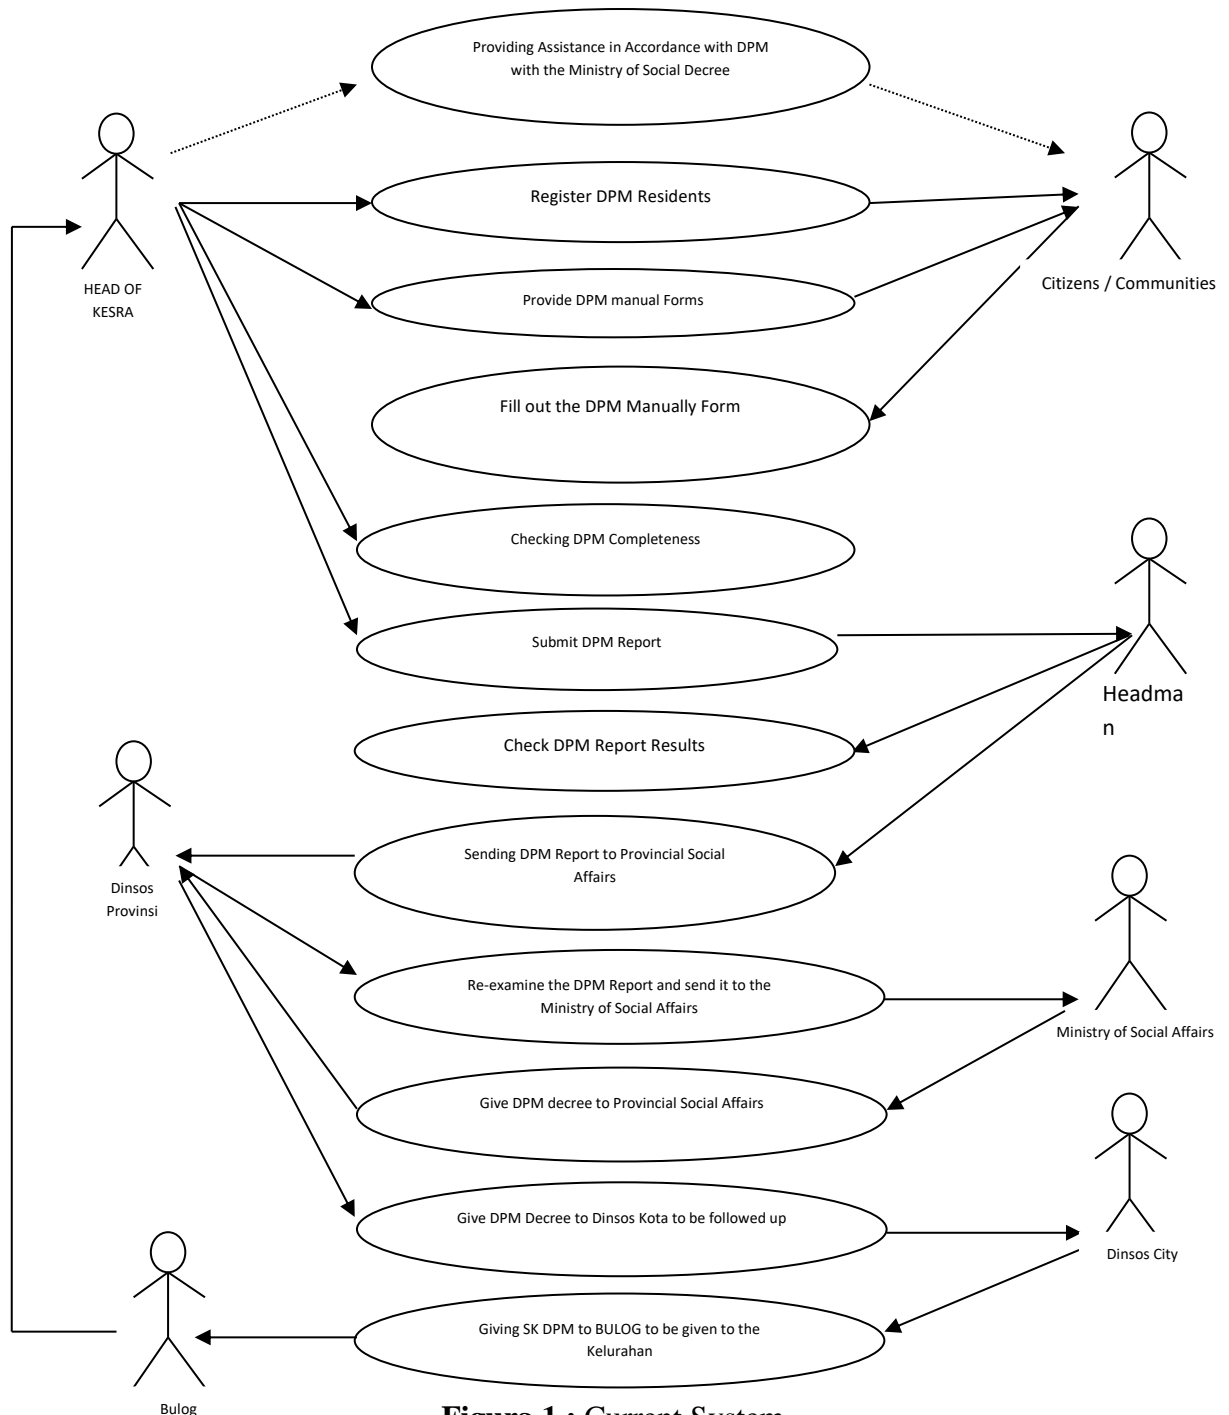 Providing Assistance in Accordance with DPM
with the Ministry of Social Decree
Register DPM Residents
HEAD OF
KESRA
Citizens / Communities
Provide DPM manual Forms
Fill out the DPM Manually Form
Checking DPM Completeness
Submit DPM Report
Headma
n
Check DPM Report Results
Sending DPM Report to Provincial Social
Affairs
Dinsos
Provinsi
Re-examine the DPM Report and send it to the
Ministry of Social Affairs
Ministry of Social Affairs
Give DPM decree to Provincial Social Affairs
Give DPM Decree to Dinsos Kota to be followed up
Dinsos City
Giving SK DPM to BULOG to be given to the
Kelurahan
Bulog
Figure 1 : Current System